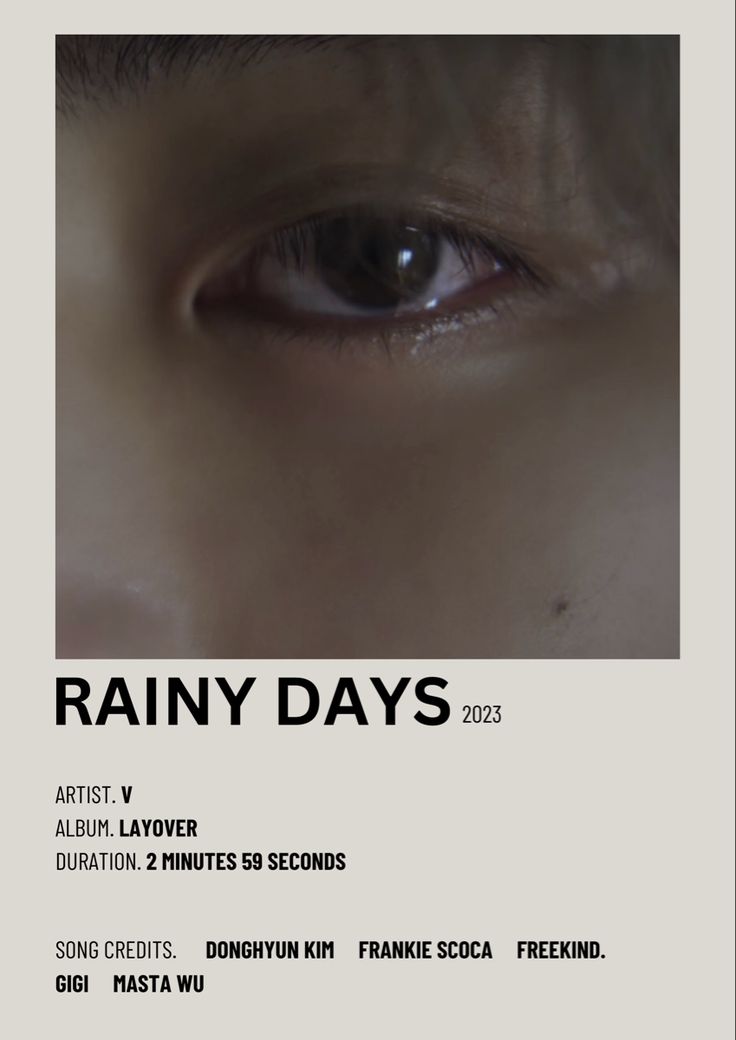 RAINY DAYS 2023
ARTIST. V
ALBUM. LAYOVER
DURATION. 2 MINUTES 59 SECONDS
SONG CREDITS. DONGHYUN KIM FRANKIE SCOCA FREEKIND.
GIGI MASTA WU